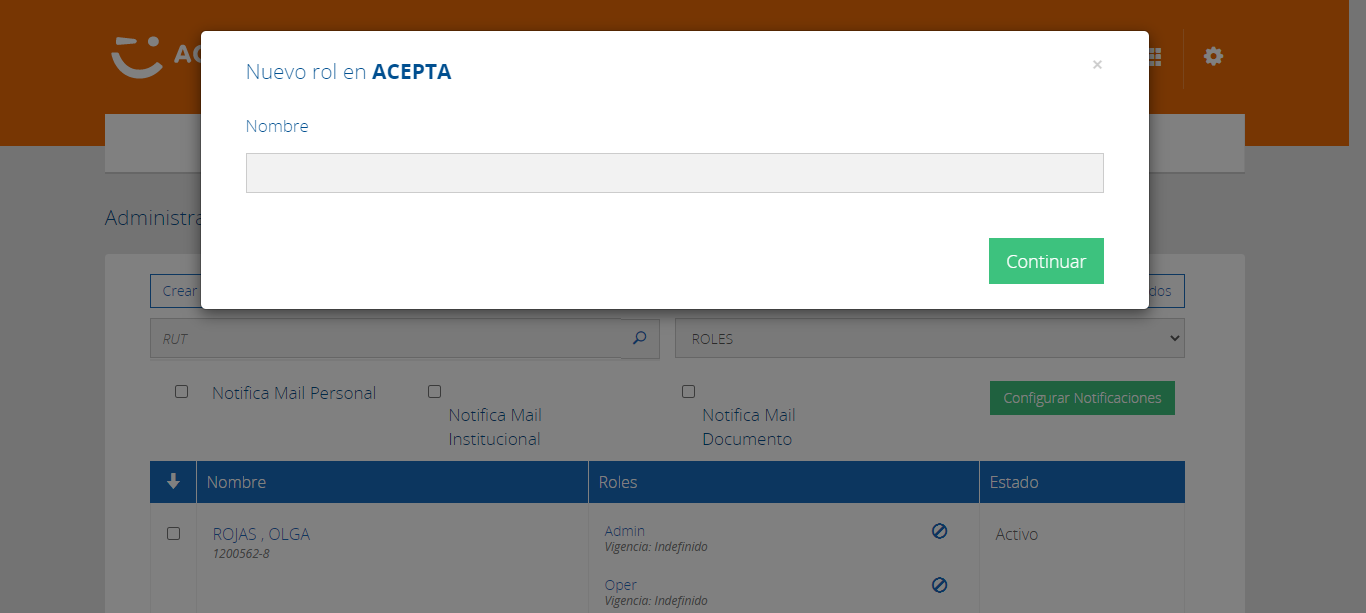 Nuevo rol en ACEPTA
×
Nombre
Continuar
Administra
Crear
dos
RUT
ROLES
Notifica Mail Personal
Notifica Mail
Institucional
Notifica Mail
Documento
Configurar Notificaciones
Nombre
Roles
Estado
ROJAS , OLGA
1200562-8
Admin
Vigencia: Indefinido
Activo
Oper
Vigencia: Indefinido